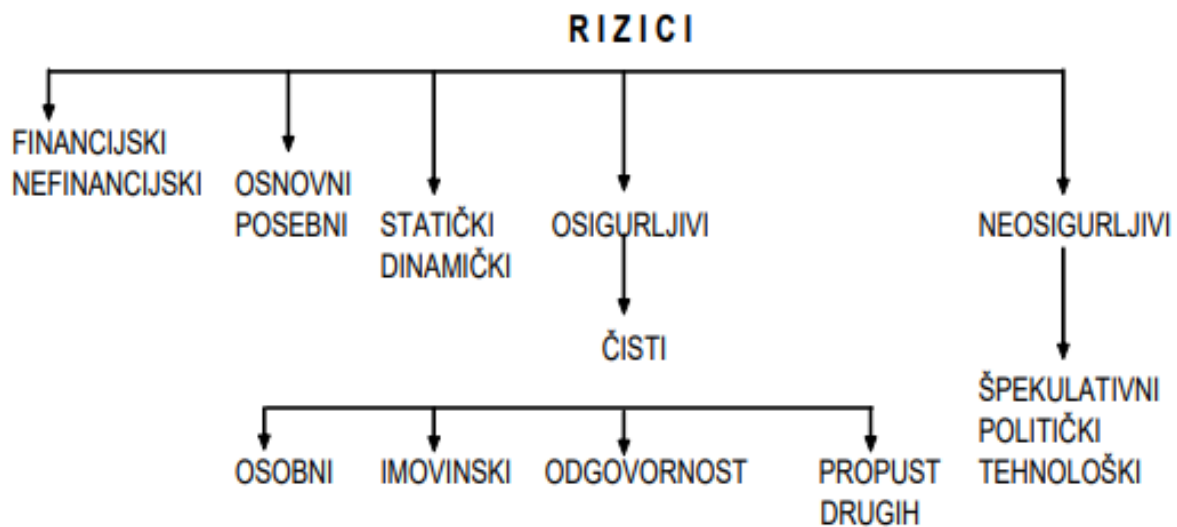 RIZICI
FINANCIJSKI
NEFINANCIJSKI
OSNOVNI
POSEBNI
STATIČKI
DINAMIČKI
OSIGURLJIVI
NEOSIGURLJIVI
ČISTI
ŠPEKULATIVNI
POLITIČKI
TEHNOLOŠKI
OSOBNI
IMOVINSKI
ODGOVORNOST
PROPUST
DRUGIH